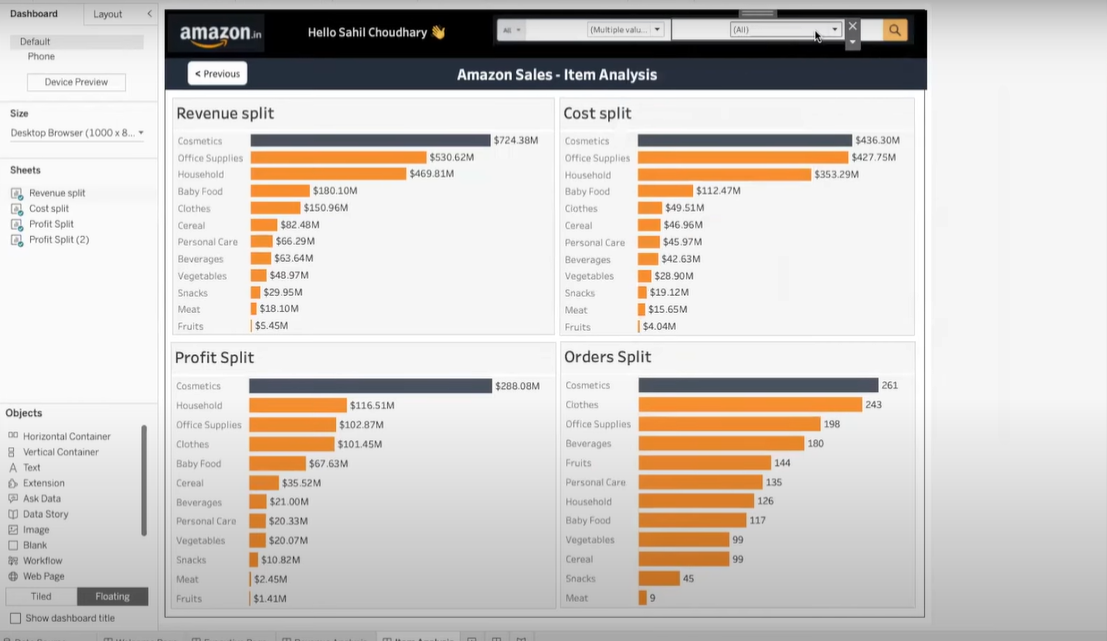 Dashboard
Layout
<
Default
Phone
Device Preview
Size
Desktop Browser (1000 x 8...
Sheets
Revenue split
Cost split
Profit Split
Profit Split (2)
Objects
Horizontal Container
Vertical Container
A Text
Extension
Ask Data
Data Story
Image
Blank
Workflow
Web Page
Tiled
Floating
Show dashboard title
amazon.in
Hello Sahil Choudhary 👋
All
(Multiple valu...
(All)
< Previous
Amazon Sales - Item Analysis
Revenue split
Cosmetics $724.38M
Office Supplies $530.62M
Household $469.81M
Baby Food $180.10M
Clothes $150.96M
Cereal $82.48M
Personal Care $66.29M
Beverages $63.64M
Vegetables $48.97M
Snacks $29.95M
Meat $18.10M
Fruits $5.45M
Cost split
Cosmetics $436.30M
Office Supplies $427.75M
Household $353.29M
Baby Food $112.47M
Clothes $49.51M
Cereal $46.96M
Personal Care $45.97M
Beverages $42.63M
Vegetables $28.90M
Snacks $19.12M
Meat $15.65M
Fruits $4.04M
Profit Split
Cosmetics $288.08M
Household $116.51M
Office Supplies $102.87M
Clothes $101.45M
Baby Food $67.63M
Cereal $35.52M
Beverages $21.00M
Personal Care $20.33M
Vegetables $20.07M
Snacks $10.82M
Meat $2.45M
Fruits $1.41M
Orders Split
Cosmetics 261
Clothes 243
Office Supplies 198
Beverages 180
Fruits 144
Personal Care 135
Household 126
Baby Food 117
Vegetables 99
Cereal 99
Snacks 45
Meat 9